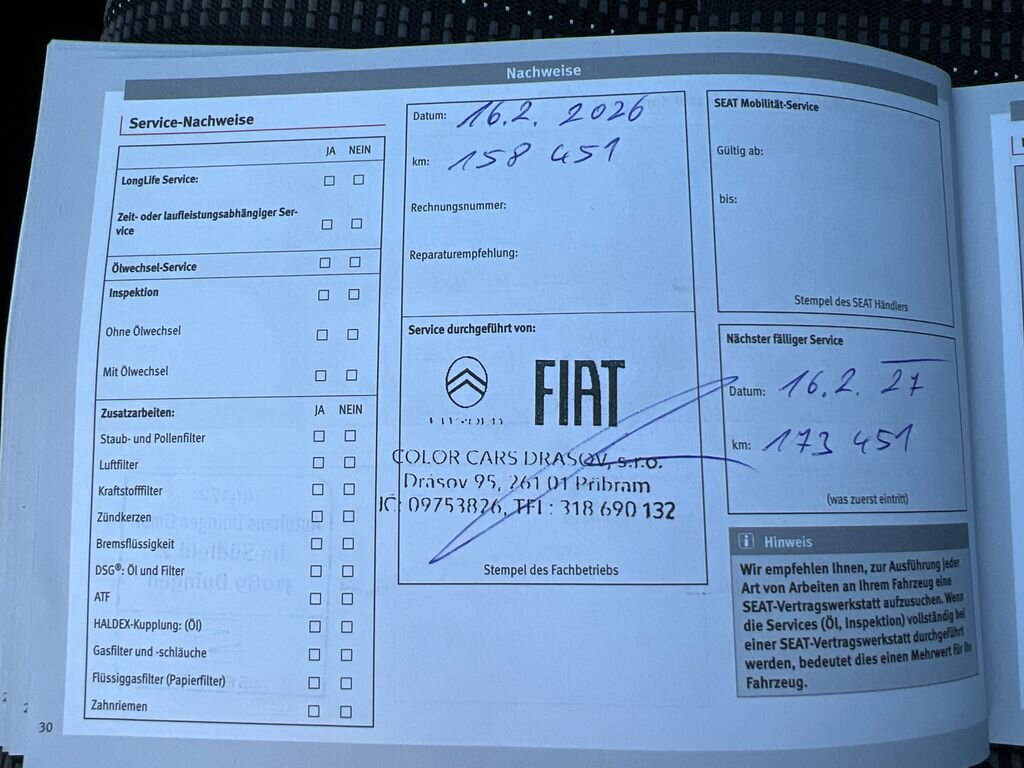 Nachweise
Service-Nachweise
JA NEIN
LongLife Service:
Zeit- oder laufleistungsabhängiger Ser-
vice
Ölwechsel-Service
Inspektion
Ohne Ölwechsel
Mit Ölwechsel
Zusatzarbeiten: JA NEIN
Staub- und Pollenfilter
Luftfilter
Kraftstofffilter
Zündkerzen
Bremsflüssigkeit
DSG®: Öl und Filter
ATF
HALDEX-Kupplung: (Öl)
Gasfilter und -schläuche
Flüssiggasfilter (Papierfilter)
Zahnriemen
30
Datum: 16.2. 2026
km: 158 451
Rechnungsnummer:
Reparaturempfehlung:
Service durchgeführt von:
FIAT
COLOR CARS DRASOV, s.r.o.
Drásov 95, 261 01 Příbram
IČ: 09753826, TEL: 318 690 132
Stempel des Fachbetriebs
SEAT Mobilität-Service
Gültig ab:
bis:
Stempel des SEAT Händlers
Nächster fälliger Service
Datum: 16.2. 27
km: 173 451
(was zuerst eintritt)
i Hinweis
Wir empfehlen Ihnen, zur Ausführung jeder
Art von Arbeiten an Ihrem Fahrzeug eine
SEAT-Vertragswerkstatt aufzusuchen. Wenn
die Services (Öl, Inspektion) vollständig bei
einer SEAT-Vertragswerkstatt durchgeführt
werden, bedeutet dies einen Mehrwert für Ihr
Fahrzeug.